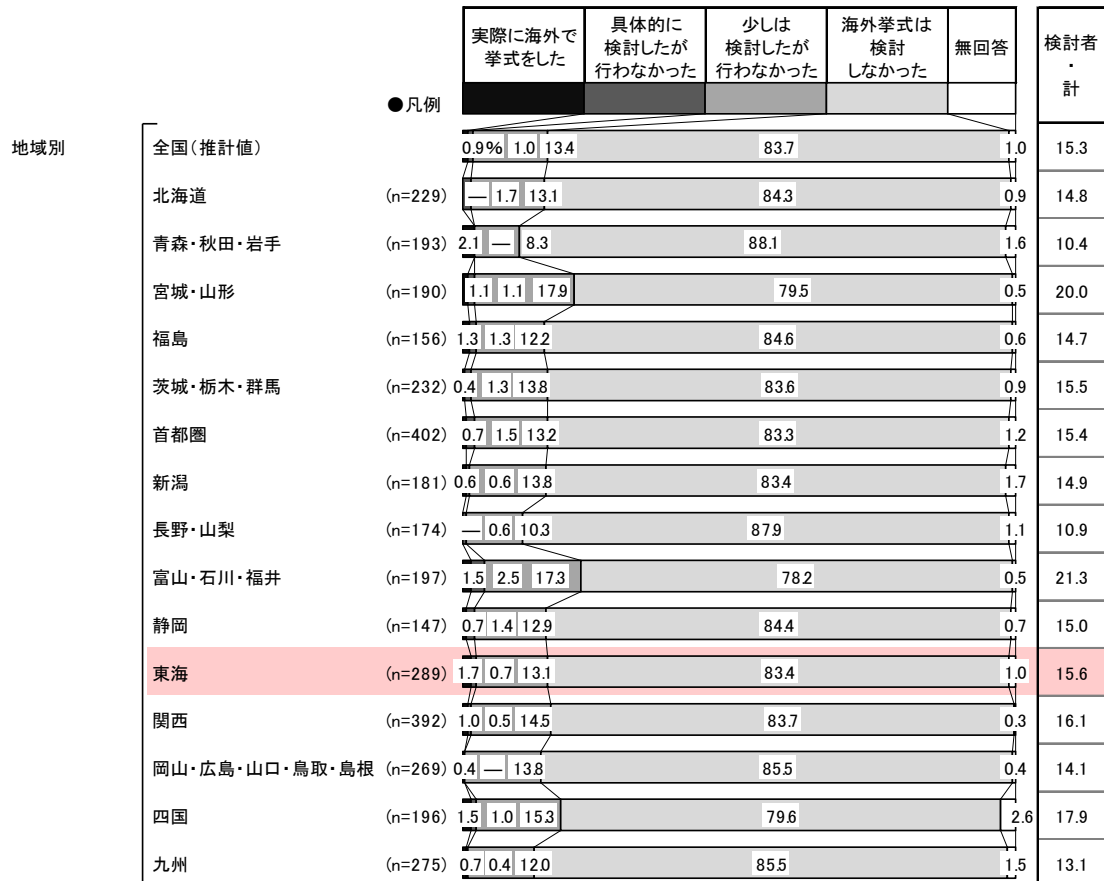 実際に海外で
挙式をした
具体的に
検討したが
行わなかった
少しは
検討したが
行わなかった
海外挙式は
検討
しなかった
無回答
検討者
・
計
●凡例
地域別
全国(推計値) 0.9% 1.0 13.4 83.7 1.0 15.3
北海道 (n=229) — 1.7 13.1 84.3 0.9 14.8
青森・秋田・岩手 (n=193) 2.1 — 8.3 88.1 1.6 10.4
宮城・山形 (n=190) 1.1 1.1 17.9 79.5 0.5 20.0
福島 (n=156) 1.3 1.3 12.2 84.6 0.6 14.7
茨城・栃木・群馬 (n=232) 0.4 1.3 13.8 83.6 0.9 15.5
首都圏 (n=402) 0.7 1.5 13.2 83.3 1.2 15.4
新潟 (n=181) 0.6 0.6 13.8 83.4 1.7 14.9
長野・山梨 (n=174) — 0.6 10.3 87.9 1.1 10.9
富山・石川・福井 (n=197) 1.5 2.5 17.3 78.2 0.5 21.3
静岡 (n=147) 0.7 1.4 12.9 84.4 0.7 15.0
東海 (n=289) 1.7 0.7 13.1 83.4 1.0 15.6
関西 (n=392) 1.0 0.5 14.5 83.7 0.3 16.1
岡山・広島・山口・鳥取・島根 (n=269) 0.4 — 13.8 85.5 0.4 14.1
四国 (n=196) 1.5 1.0 15.3 79.6 2.6 17.9
九州 (n=275) 0.7 0.4 12.0 85.5 1.5 13.1